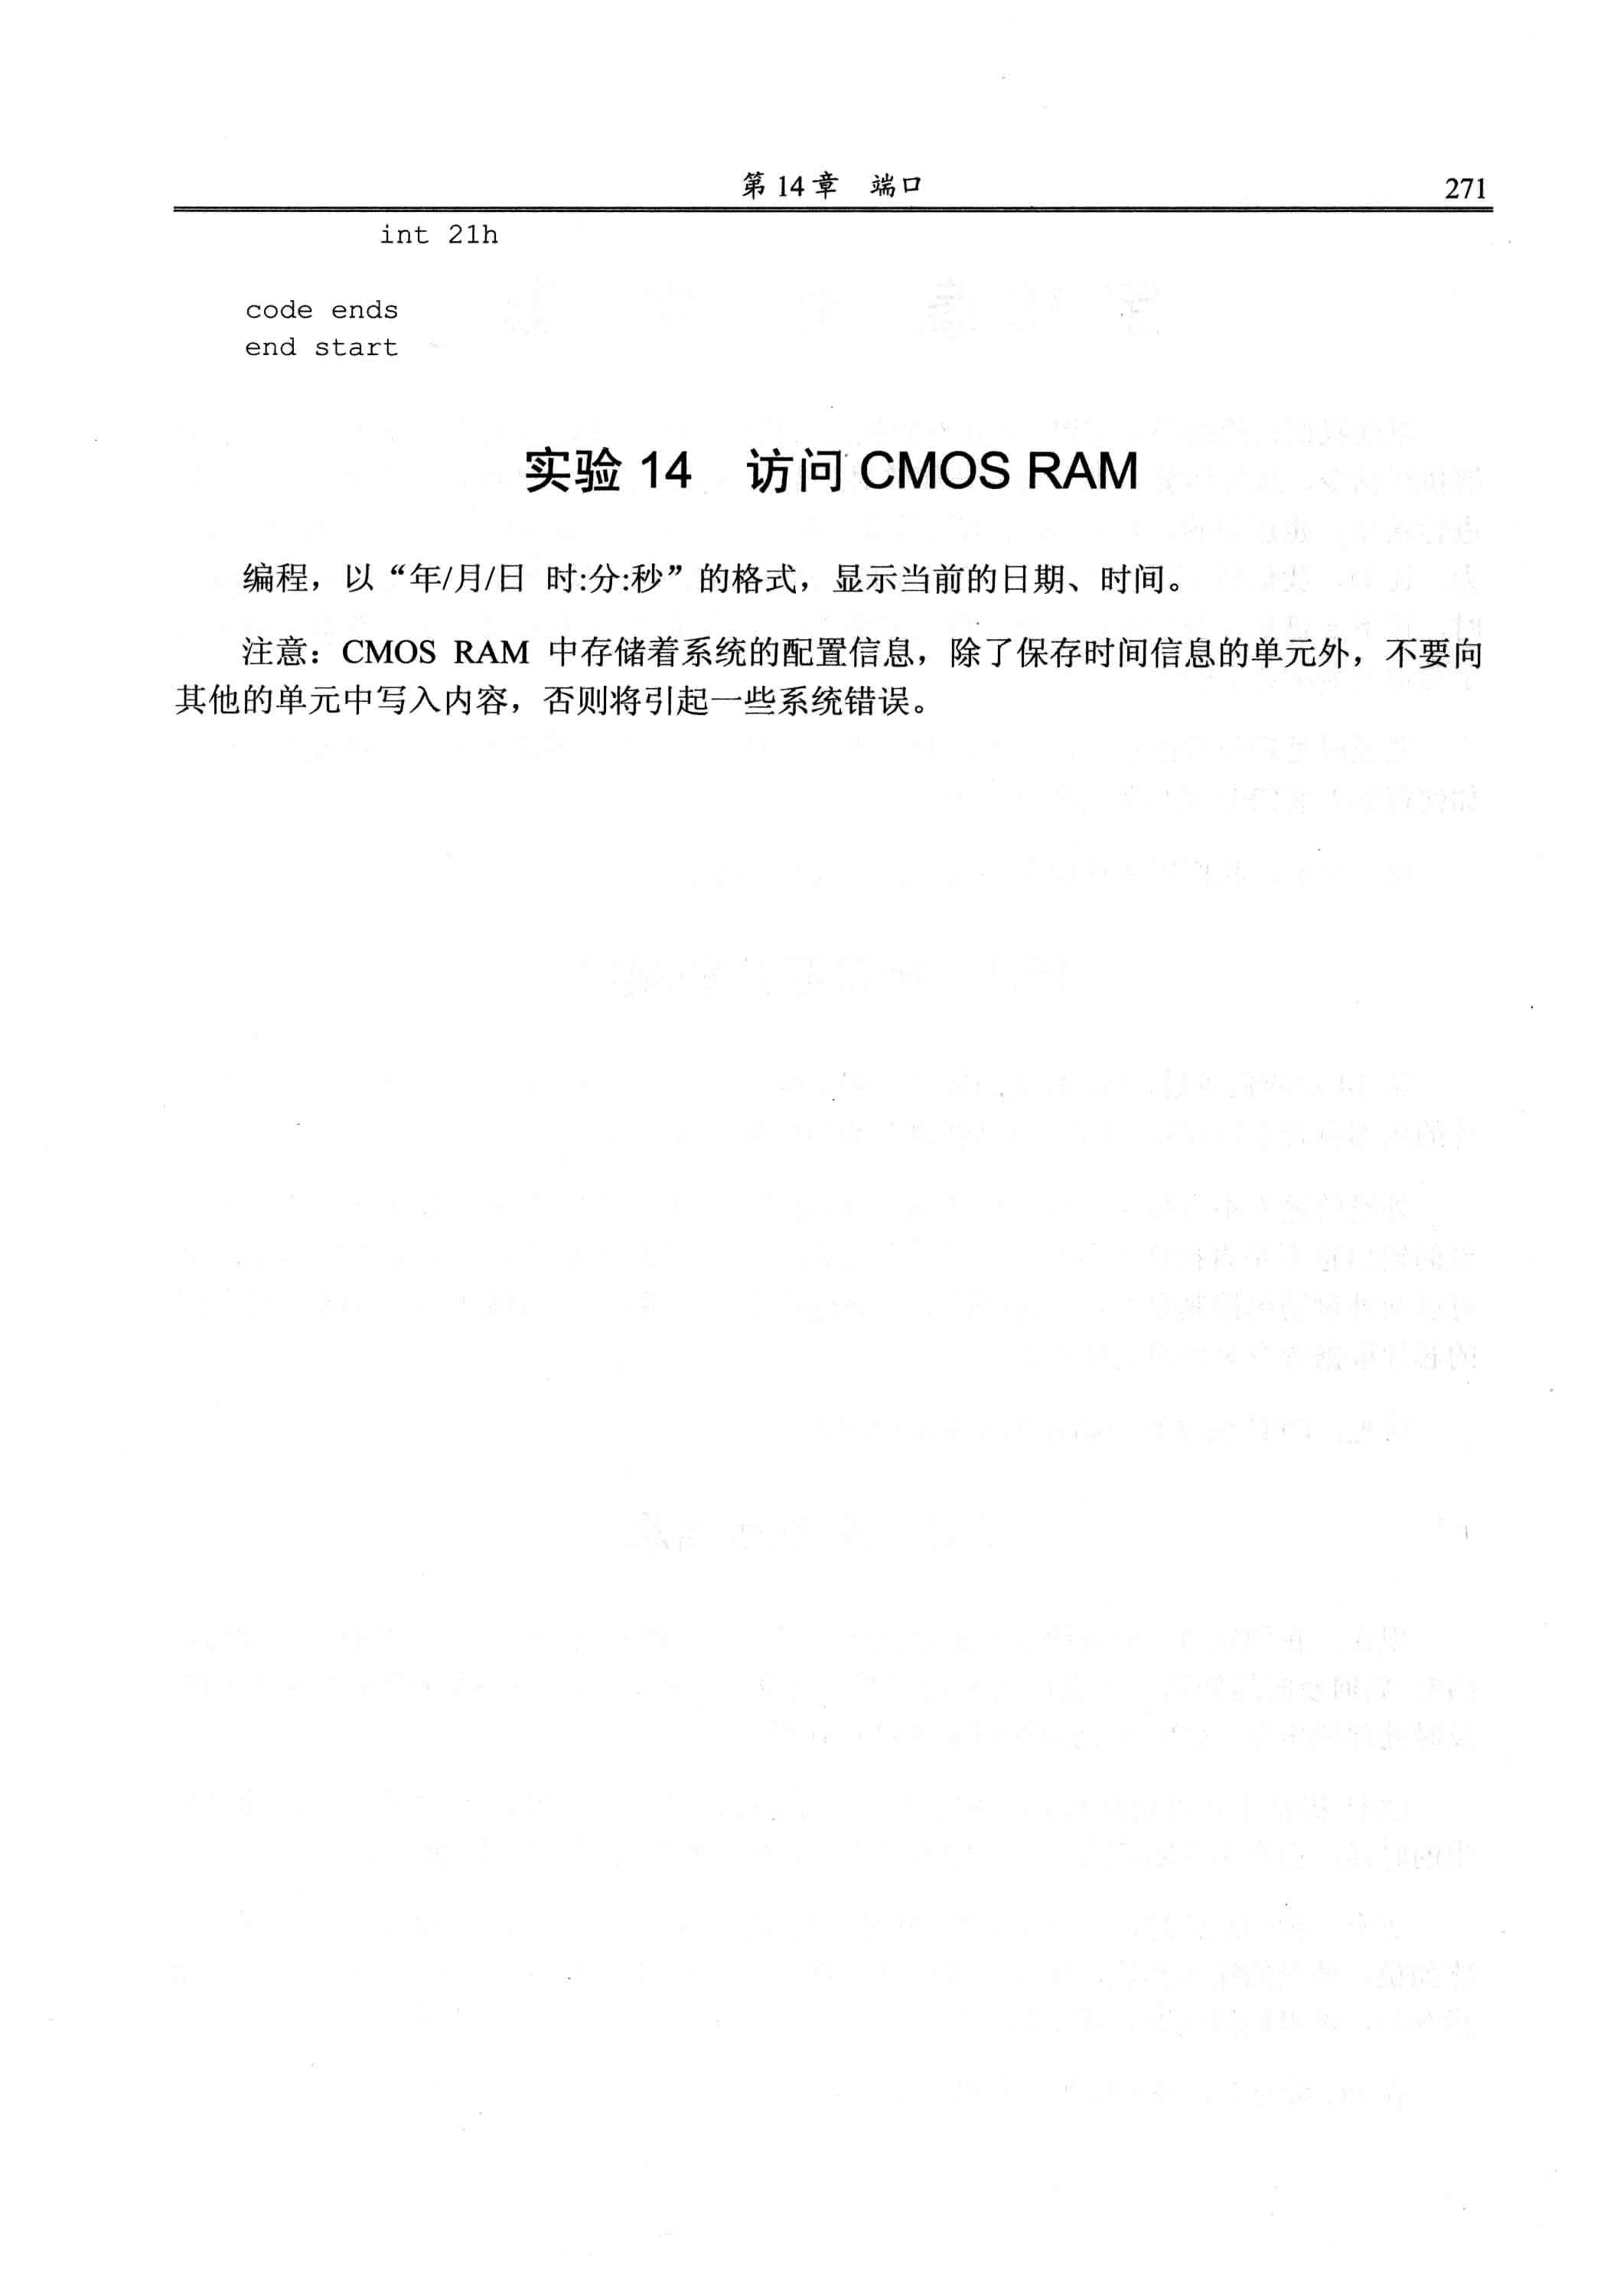 第 14 章 端口 271
int 21h
code ends
end start
实验 14 访问 CMOS RAM
编程，以“年/月/日 时:分:秒”的格式，显示当前的日期、时间。
注意：CMOS RAM 中存储着系统的配置信息，除了保存时间信息的单元外，不要向
其他的单元中写入内容，否则将引起一些系统错误。